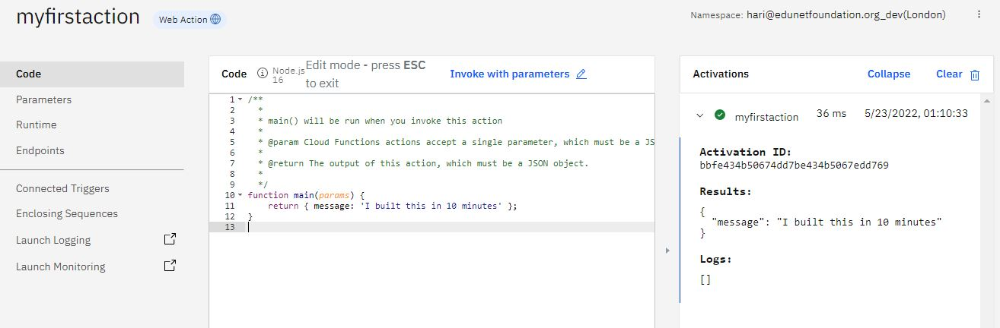 myfirstaction
Web Action
Namespace: hari@edunetfoundation.org_dev(London)
Code
Parameters
Runtime
Endpoints
Connected Triggers
Enclosing Sequences
Launch Logging
Launch Monitoring
Code
Node.js
16
Edit mode - press ESC
to exit
Invoke with parameters
1 /**
2 *
3 * main() will be run when you invoke this action
4 *
5 * @param Cloud Functions actions accept a single parameter, which must be a JS
6 *
7 * @return The output of this action, which must be a JSON object.
8 *
9 */
10 function main(params) {
11 return { message: 'I built this in 10 minutes' };
12 }
13
Activations
Collapse
Clear
myfirstaction 36 ms 5/23/2022, 01:10:33
Activation ID:
bbfe434b50674dd7be434b5067edd769
Results:
{
"message": "I built this in 10 minutes"
}
Logs:
[]